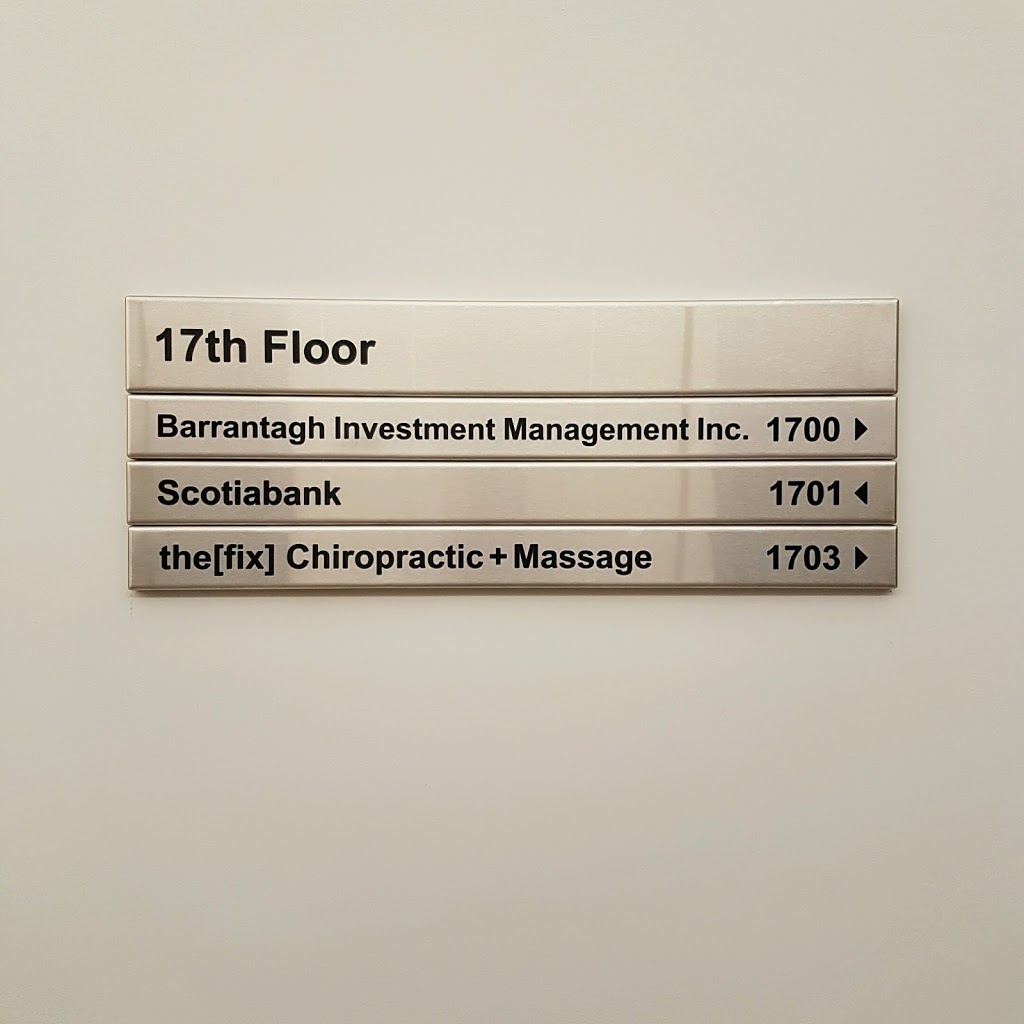 17th Floor
Barrantagh Investment Management Inc. 1700 ▶
Scotiabank 1701 ◀
the[fix] Chiropractic + Massage 1703 ▶